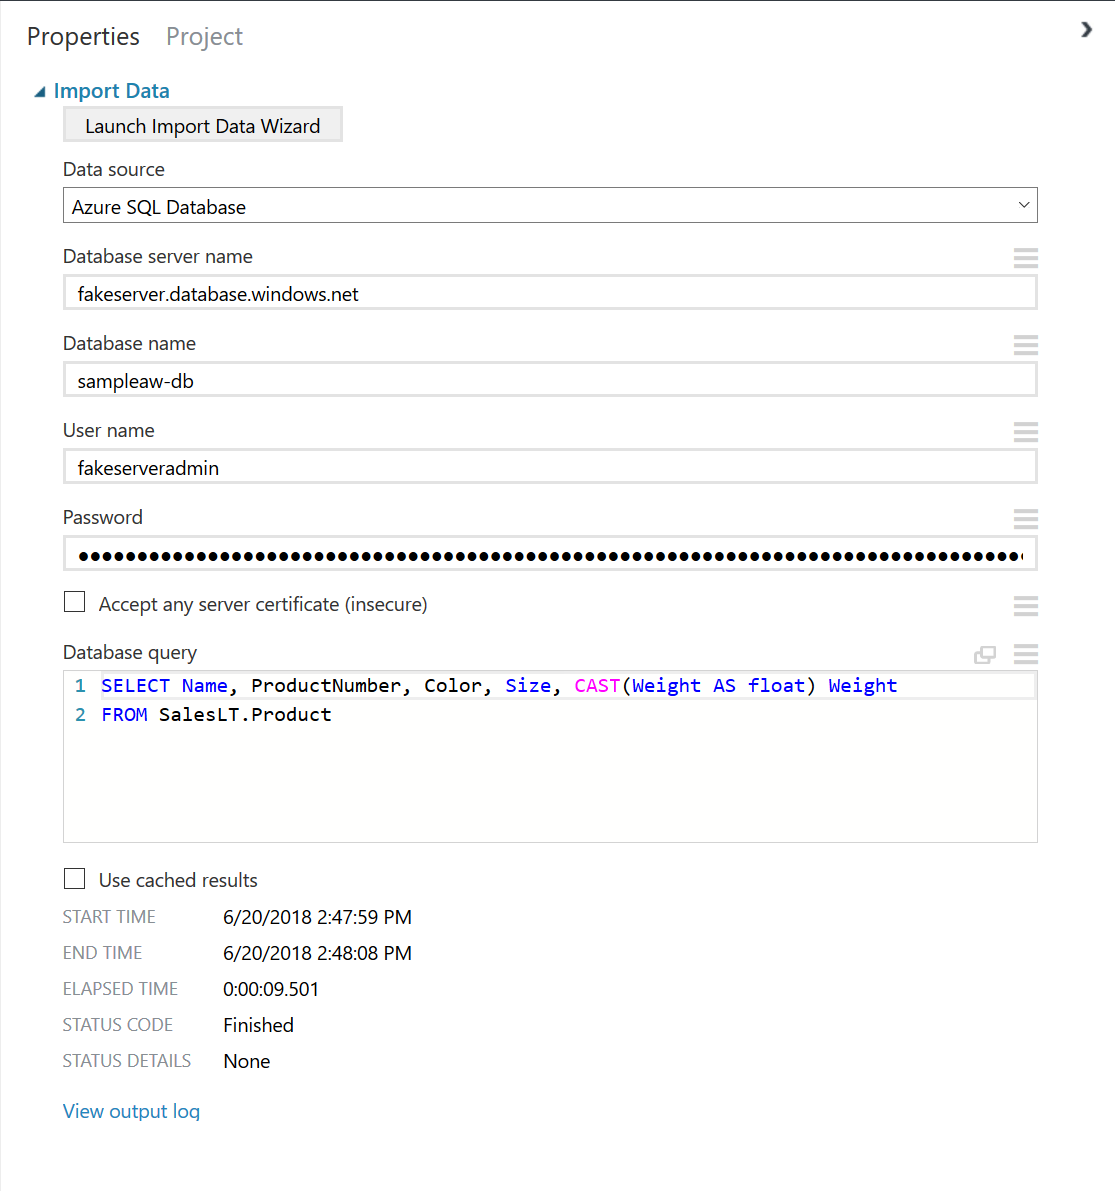 Properties Project
Import Data
Launch Import Data Wizard
Data source
Azure SQL Database
Database server name
fakeserver.database.windows.net
Database name
sampleaw-db
User name
fakeserveradmin
Password
Accept any server certificate (insecure)
Database query
1 SELECT Name, ProductNumber, Color, Size, CAST(Weight AS float) Weight
2 FROM SalesLT.Product
Use cached results
START TIME 6/20/2018 2:47:59 PM
END TIME 6/20/2018 2:48:08 PM
ELAPSED TIME 0:00:09.501
STATUS CODE Finished
STATUS DETAILS None
View output log